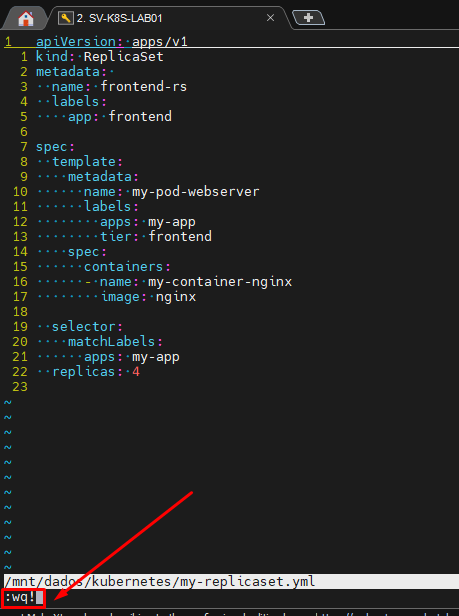 2. SV-K8S-LAB01
1 apiVersion: apps/v1
1 kind: ReplicaSet
2 metadata:
3   name: frontend-rs
4   labels:
5     app: frontend
6
7 spec:
8   template:
9     metadata:
10       name: my-pod-webserver
11       labels:
12         apps: my-app
13         tier: frontend
14     spec:
15       containers:
16       - name: my-container-nginx
17         image: nginx
18
19   selector:
20     matchLabels:
21       apps: my-app
22   replicas: 4
23
~
~
~
~
~
~
~
~
~
~
~
~
/mnt/dados/kubernetes/my-replicaset.yml
:wq!